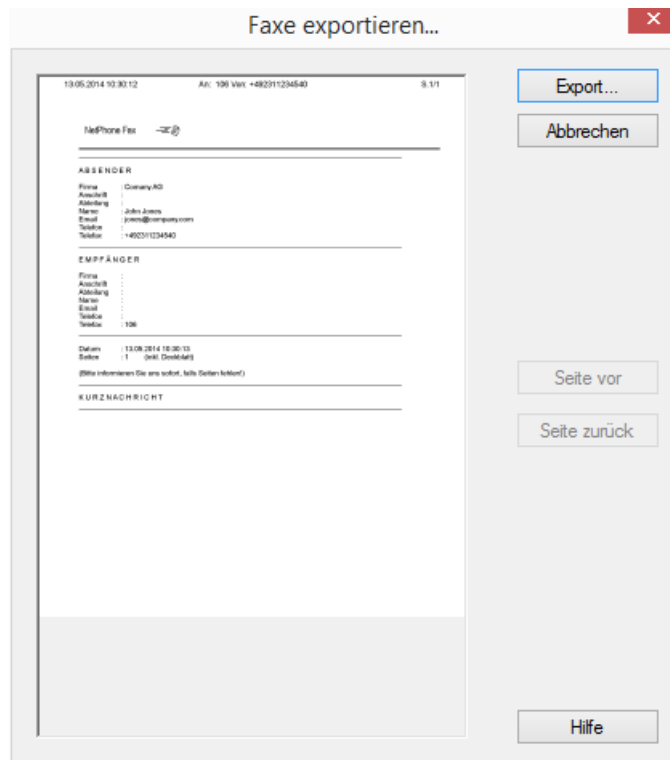 Faxe exportieren...
13.05.2014 10:30:12 An: 106 Von: +492311234540 S.1/1
NetPhone Fax
ABSENDER
Firma : Comany AG
Anschrift :
Abteilung :
Name : John Jones
Email : jones@company.com
Telefon :
Telefax : +492311234540
EMPFÄNGER
Firma :
Anschrift :
Abteilung :
Name :
Email :
Telefon :
Telefax : 106
Datum : 13.05.2014 10:30:13
Seiten : 1 (inkl. Deckblatt)
(Bitte informieren Sie uns sofort, falls Seiten fehlen!)
KURZNACHRICHT
Export...
Abbrechen
Seite vor
Seite zurück
Hilfe